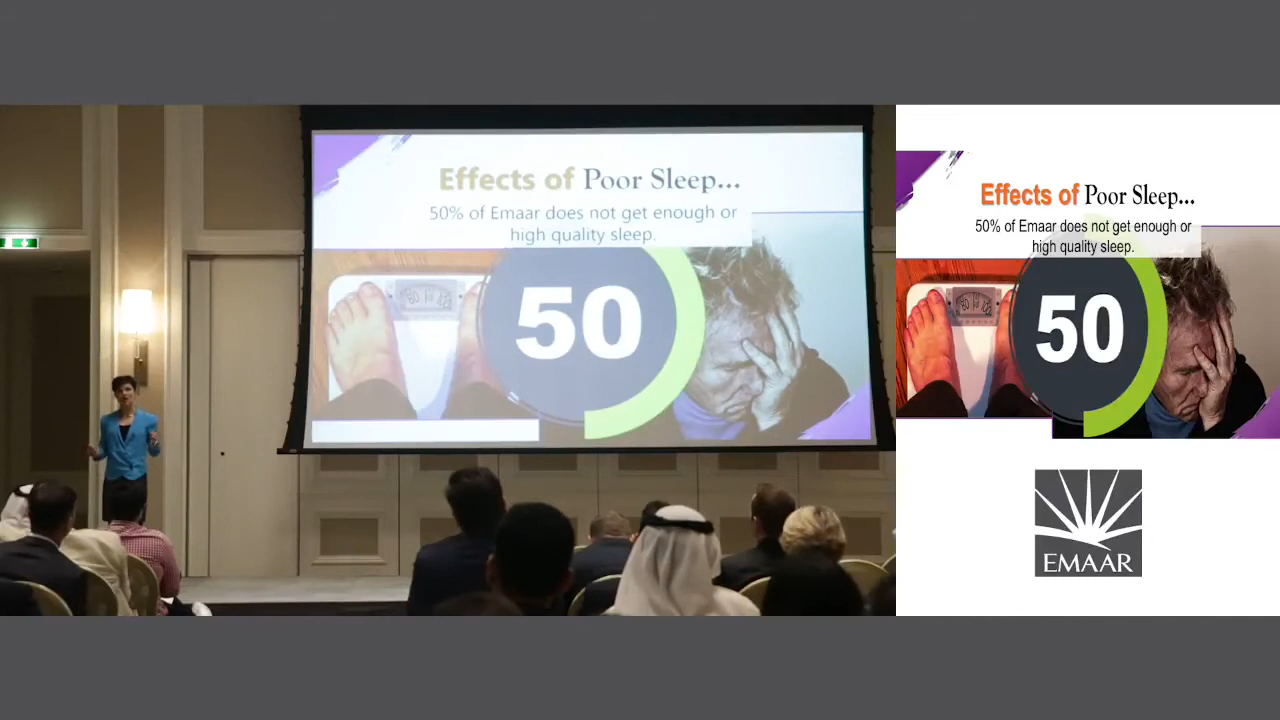 Effects of Poor Sleep...
50% of Emaar does not get enough or
high quality sleep.
50
Effects of Poor Sleep...
50% of Emaar does not get enough or
high quality sleep.
50
EMAAR